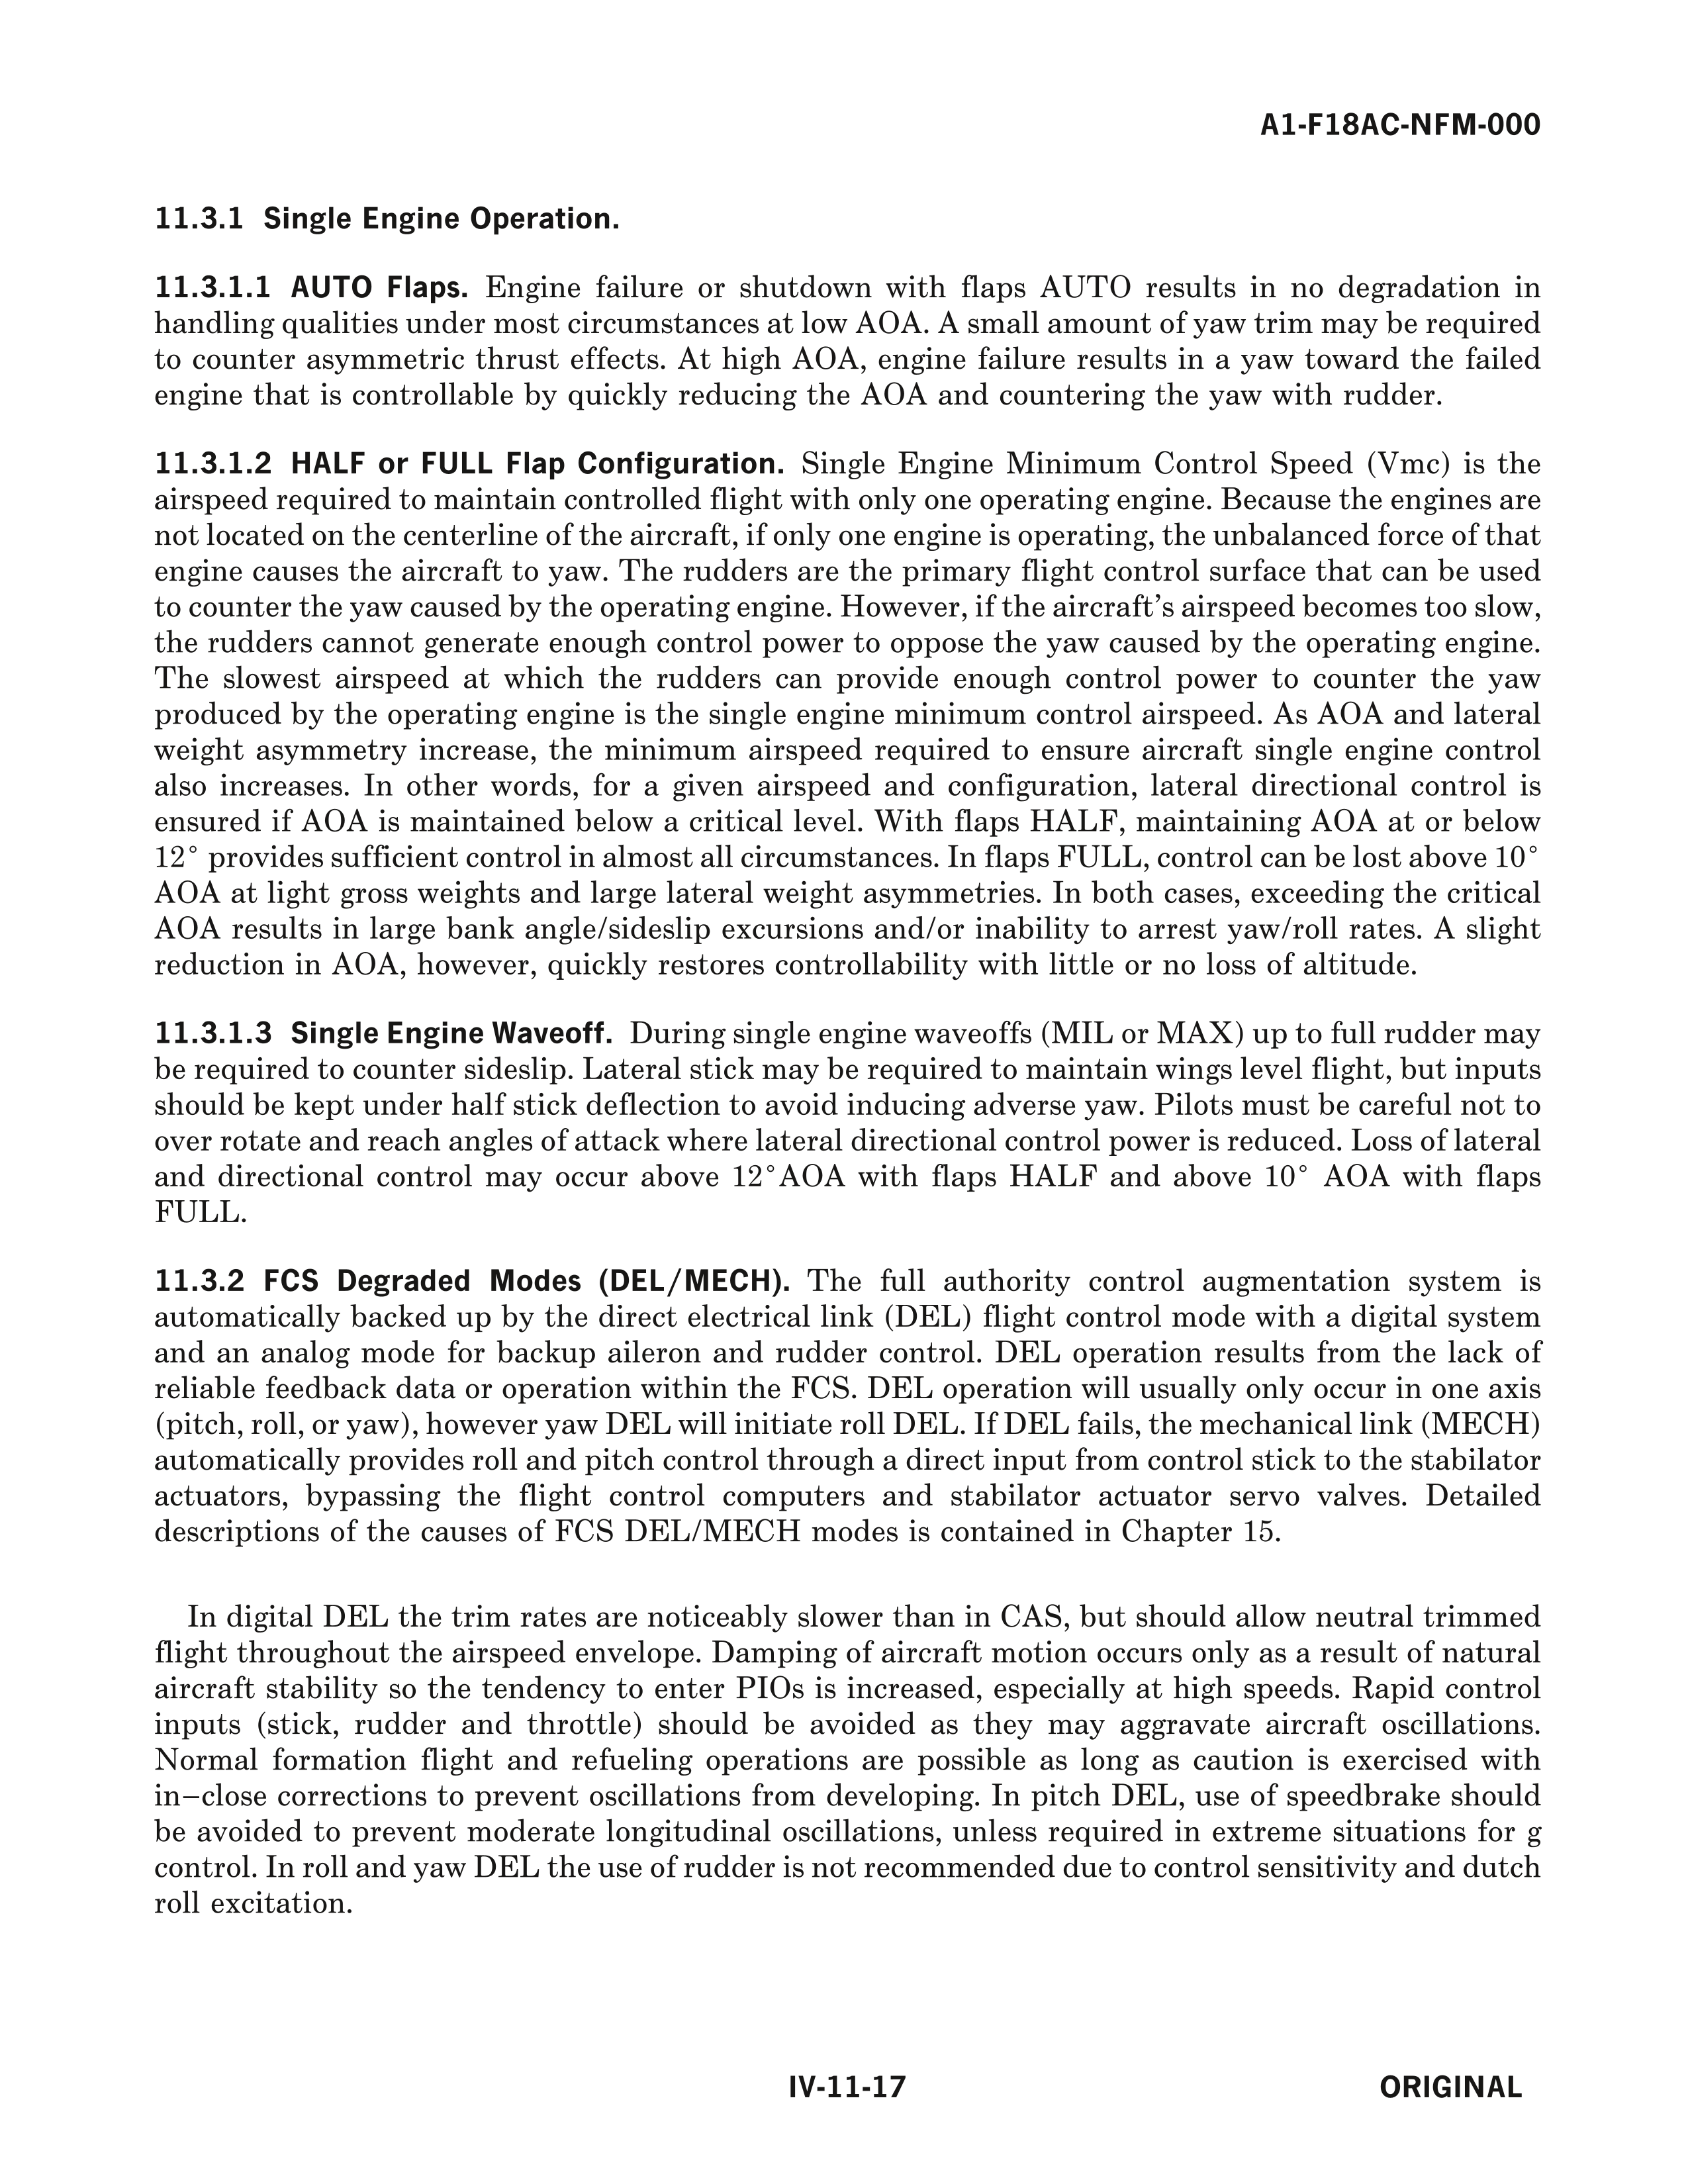 A1-F18AC-NFM-000
11.3.1 Single Engine Operation.
11.3.1.1 AUTO Flaps. Engine failure or shutdown with flaps AUTO results in no degradation in
handling qualities under most circumstances at low AOA. A small amount of yaw trim may be required
to counter asymmetric thrust effects. At high AOA, engine failure results in a yaw toward the failed
engine that is controllable by quickly reducing the AOA and countering the yaw with rudder.
11.3.1.2 HALF or FULL Flap Configuration. Single Engine Minimum Control Speed (Vmc) is the
airspeed required to maintain controlled flight with only one operating engine. Because the engines are
not located on the centerline of the aircraft, if only one engine is operating, the unbalanced force of that
engine causes the aircraft to yaw. The rudders are the primary flight control surface that can be used
to counter the yaw caused by the operating engine. However, if the aircraft's airspeed becomes too slow,
the rudders cannot generate enough control power to oppose the yaw caused by the operating engine.
The slowest airspeed at which the rudders can provide enough control power to counter the yaw
produced by the operating engine is the single engine minimum control airspeed. As AOA and lateral
weight asymmetry increase, the minimum airspeed required to ensure aircraft single engine control
also increases. In other words, for a given airspeed and configuration, lateral directional control is
ensured if AOA is maintained below a critical level. With flaps HALF, maintaining AOA at or below
12° provides sufficient control in almost all circumstances. In flaps FULL, control can be lost above 10°
AOA at light gross weights and large lateral weight asymmetries. In both cases, exceeding the critical
AOA results in large bank angle/sideslip excursions and/or inability to arrest yaw/roll rates. A slight
reduction in AOA, however, quickly restores controllability with little or no loss of altitude.
11.3.1.3 Single Engine Waveoff. During single engine waveoffs (MIL or MAX) up to full rudder may
be required to counter sideslip. Lateral stick may be required to maintain wings level flight, but inputs
should be kept under half stick deflection to avoid inducing adverse yaw. Pilots must be careful not to
over rotate and reach angles of attack where lateral directional control power is reduced. Loss of lateral
and directional control may occur above 12°AOA with flaps HALF and above 10° AOA with flaps
FULL.
11.3.2 FCS Degraded Modes (DEL/MECH). The full authority control augmentation system is
automatically backed up by the direct electrical link (DEL) flight control mode with a digital system
and an analog mode for backup aileron and rudder control. DEL operation results from the lack of
reliable feedback data or operation within the FCS. DEL operation will usually only occur in one axis
(pitch, roll, or yaw), however yaw DEL will initiate roll DEL. If DEL fails, the mechanical link (MECH)
automatically provides roll and pitch control through a direct input from control stick to the stabilator
actuators, bypassing the flight control computers and stabilator actuator servo valves. Detailed
descriptions of the causes of FCS DEL/MECH modes is contained in Chapter 15.
In digital DEL the trim rates are noticeably slower than in CAS, but should allow neutral trimmed
flight throughout the airspeed envelope. Damping of aircraft motion occurs only as a result of natural
aircraft stability so the tendency to enter PIOs is increased, especially at high speeds. Rapid control
inputs (stick, rudder and throttle) should be avoided as they may aggravate aircraft oscillations.
Normal formation flight and refueling operations are possible as long as caution is exercised with
in–close corrections to prevent oscillations from developing. In pitch DEL, use of speedbrake should
be avoided to prevent moderate longitudinal oscillations, unless required in extreme situations for g
control. In roll and yaw DEL the use of rudder is not recommended due to control sensitivity and dutch
roll excitation.
IV-11-17
ORIGINAL